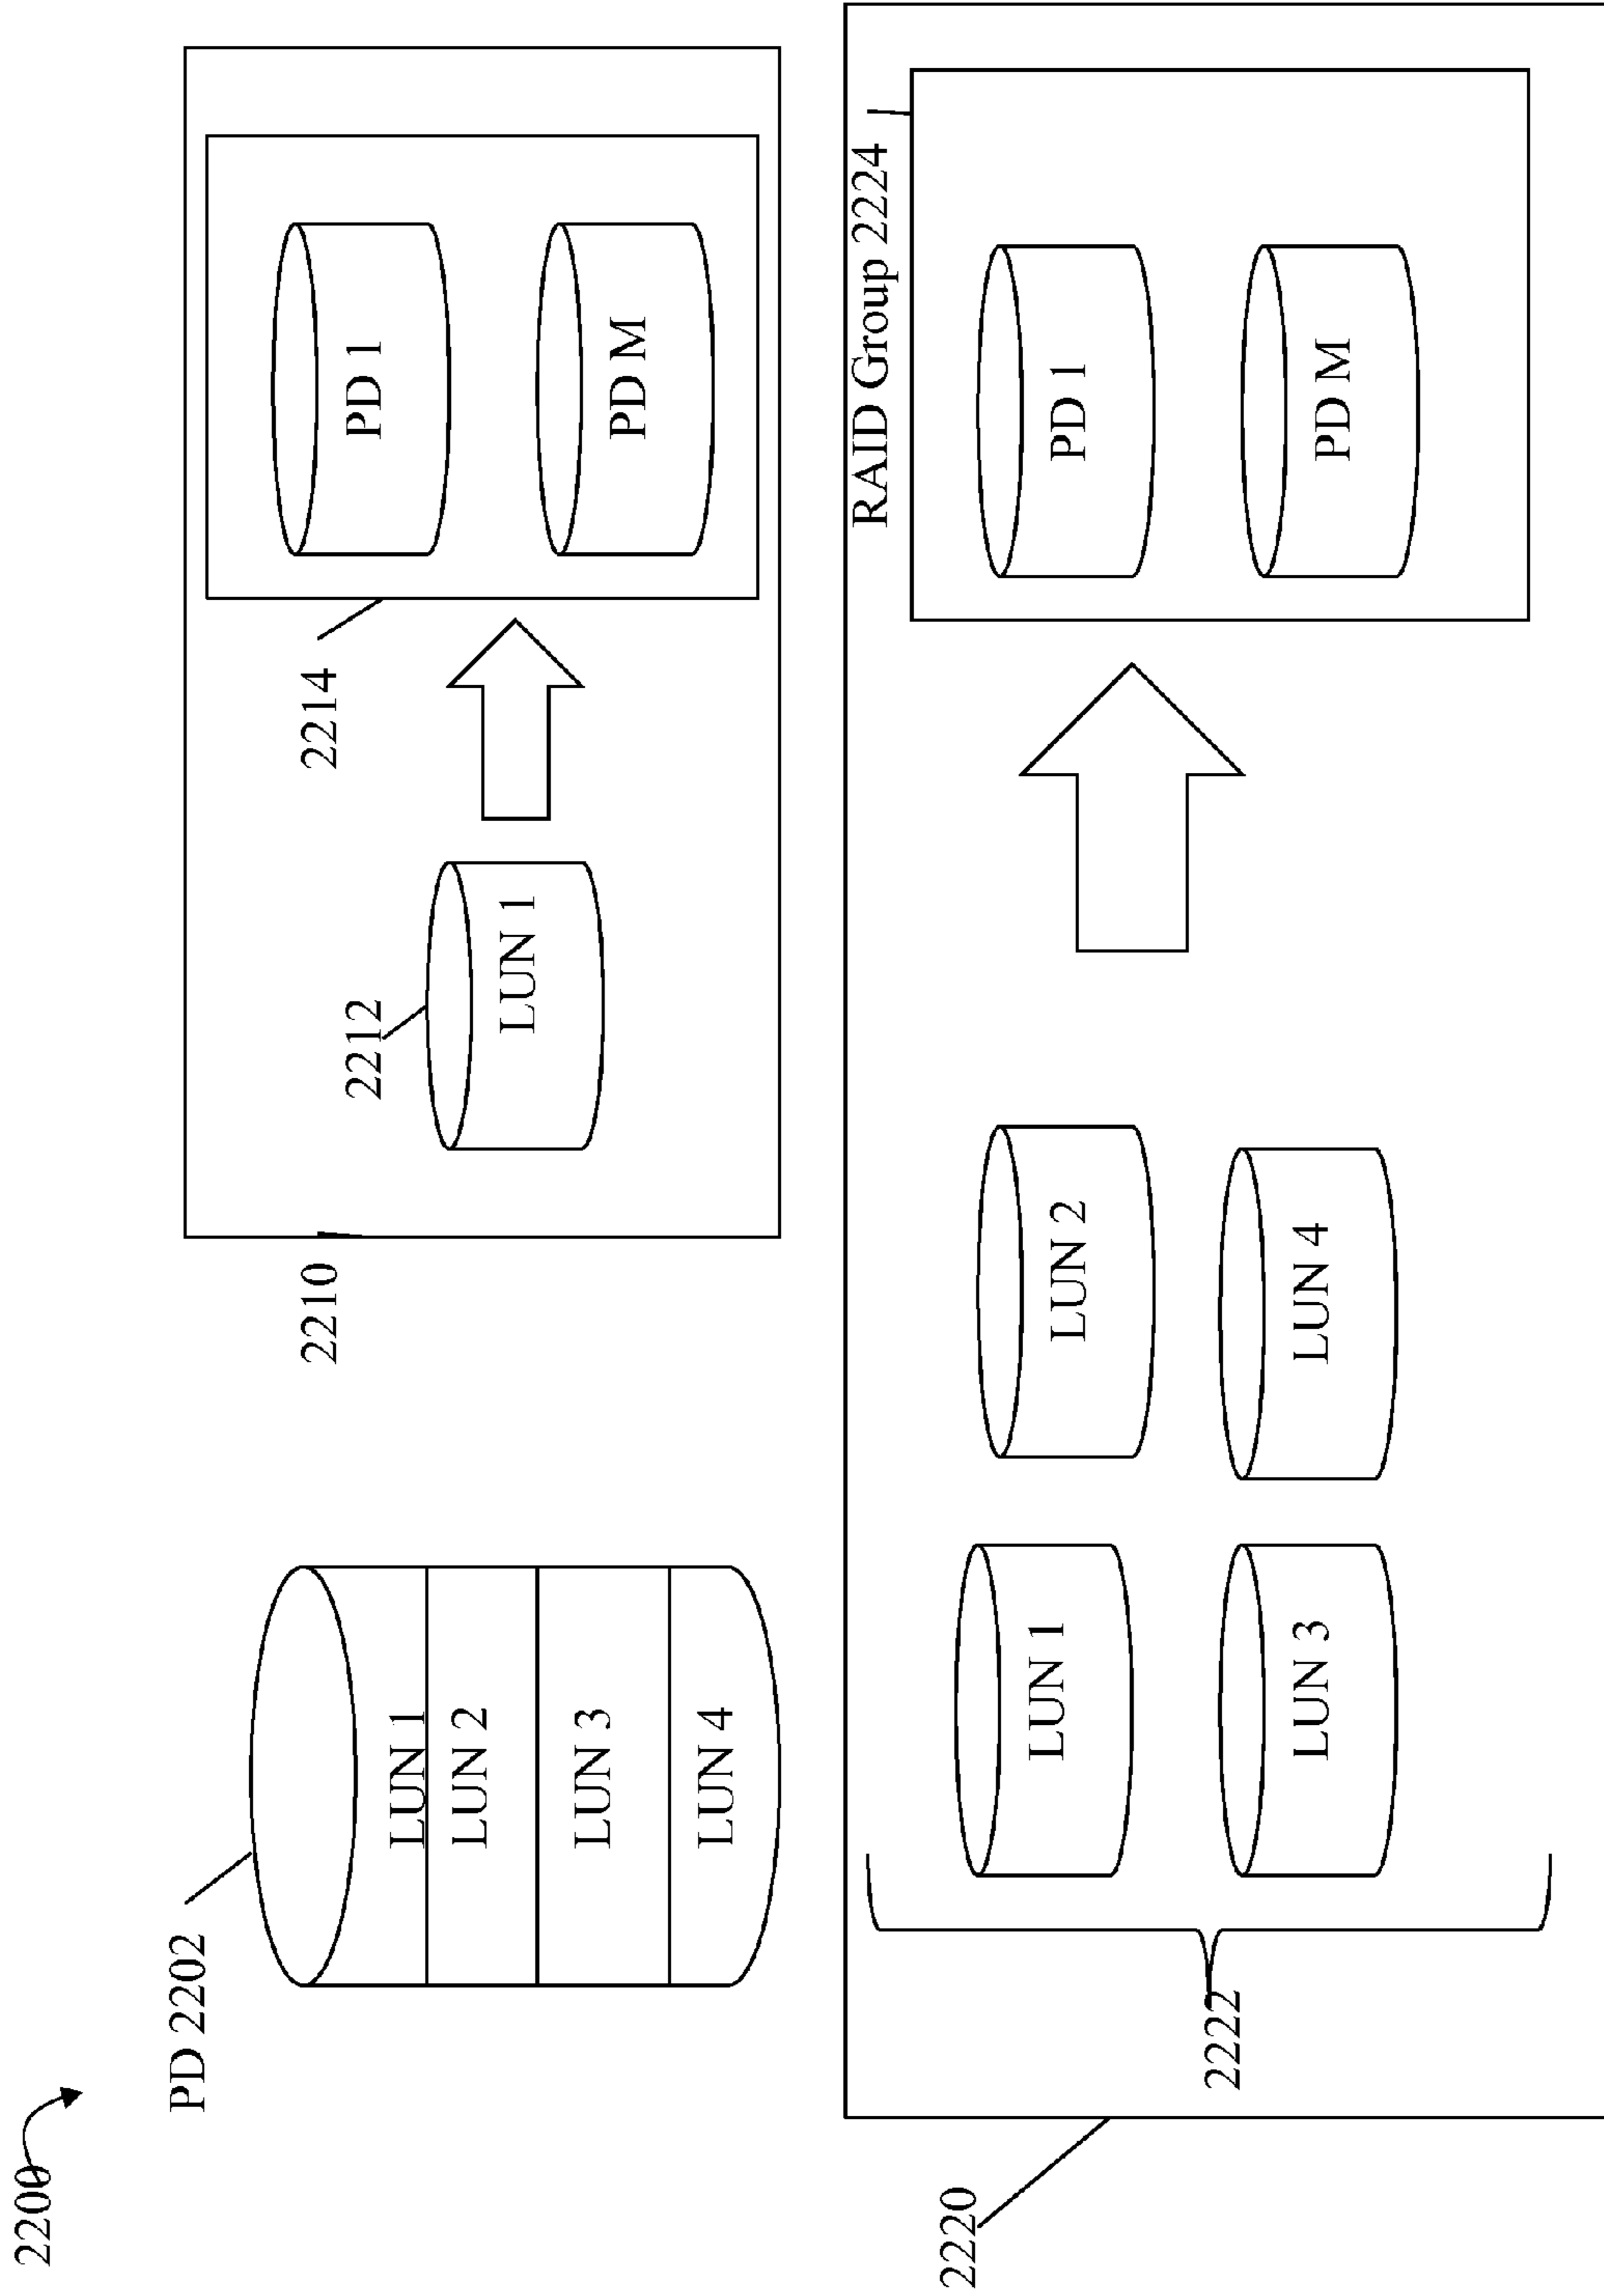 2200
PD 2202
LUN 1
LUN 2
LUN 3
LUN 4
2210
2212
LUN 1
2214
PD 1
PD M
2220
2222
LUN 1
LUN 2
LUN 3
LUN 4
RAID Group 2224
PD 1
PD M